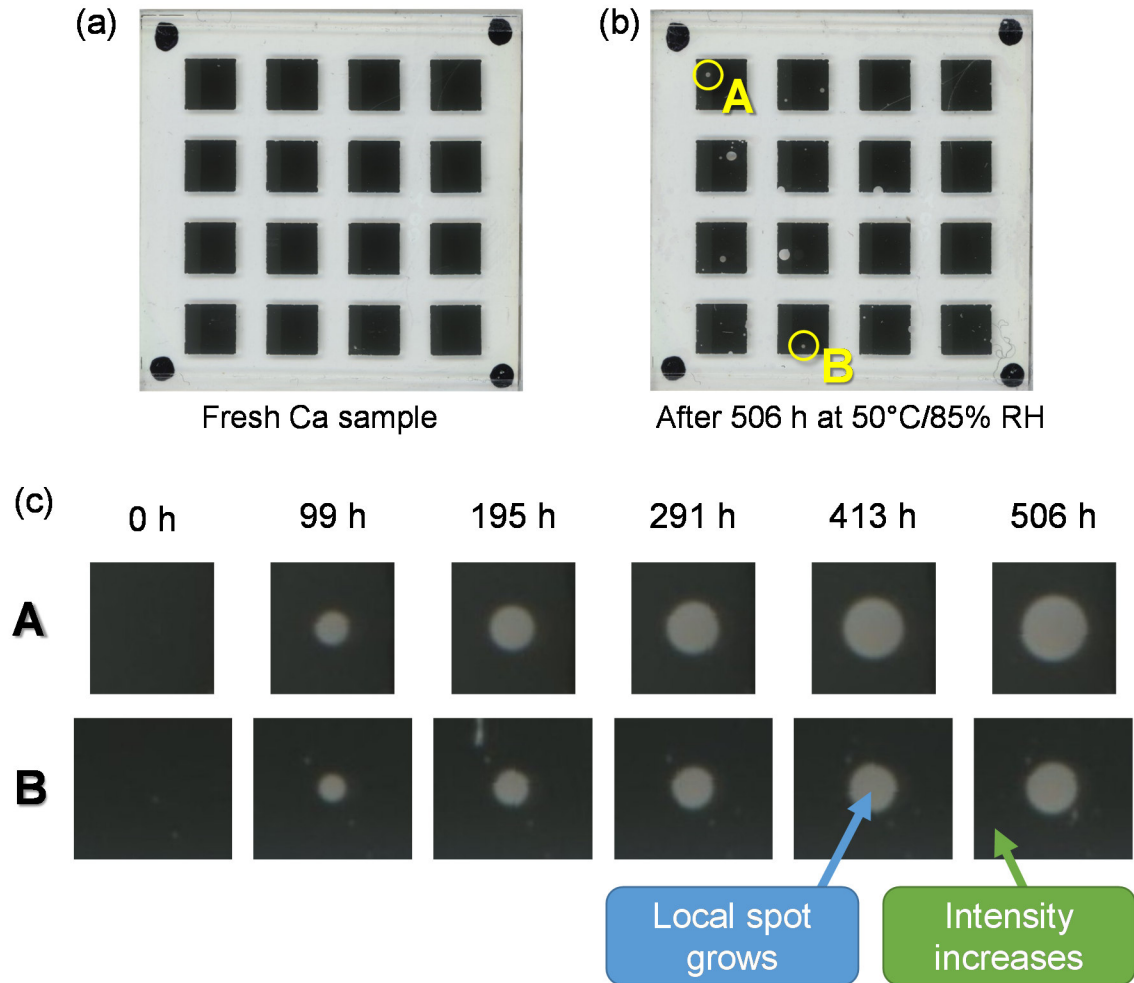 (a)
(b)
A
B
Fresh Ca sample
After 506 h at 50°C/85% RH
(c)
0 h
99 h
195 h
291 h
413 h
506 h
A
B
Local spot
grows
Intensity
increases